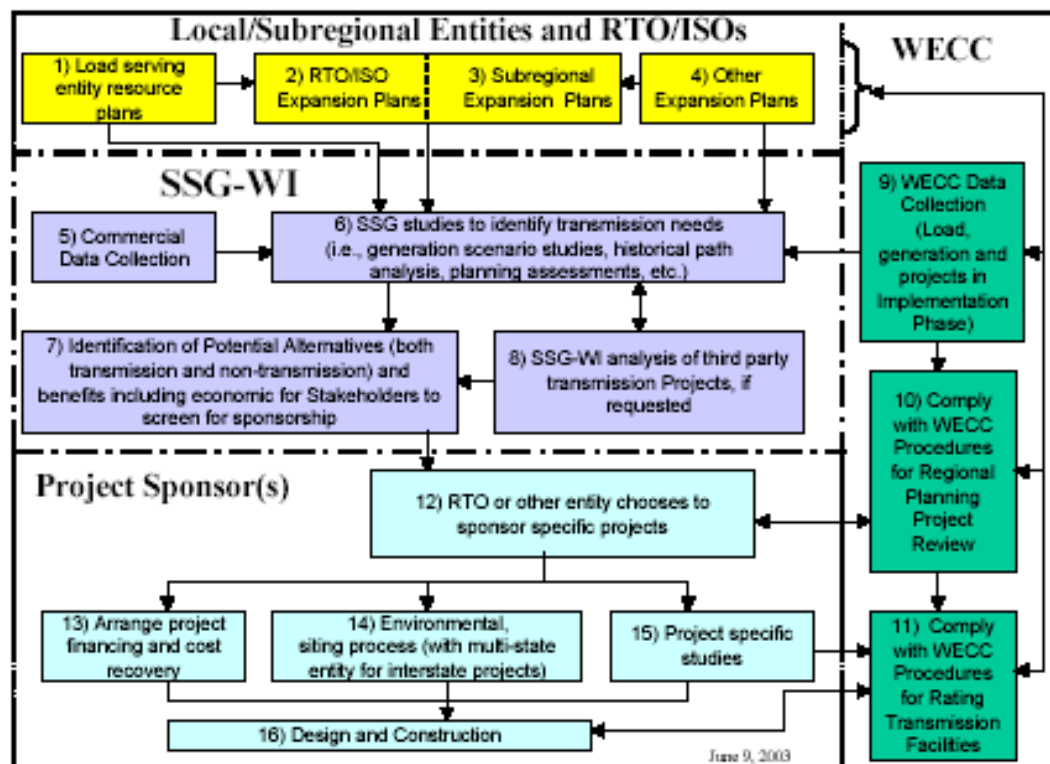 Local/Subregional Entities and RTO/ISOs
WECC
1) Load serving
entity resource
plans
2) RTO/ISO
Expansion Plans
3) Subregional
Expansion Plans
4) Other
Expansion Plans
SSG-WI
5) Commercial
Data Collection
6) SSG studies to identify transmission needs
(i.e., generation scenario studies, historical path
analysis, planning assessments, etc.)
9) WECC Data
Collection
(Load,
generation and
projects in
Implementation
Phase)
7) Identification of Potential Alternatives (both
transmission and non-transmission) and
benefits including economic for Stakeholders to
screen for sponsorship
8) SSG-WI analysis of third party
transmission Projects, if
requested
10) Comply
with WECC
Procedures
for Regional
Planning
Project
Review
Project Sponsor(s)
12) RTO or other entity chooses to
sponsor specific projects
13) Arrange project
financing and cost
recovery
14) Environmental,
siting process (with multi-state
entity for interstate projects)
15) Project specific
studies
11) Comply
with WECC
Procedures
for Rating
Transmission
Facilities
16) Design and Construction
June 9, 2003